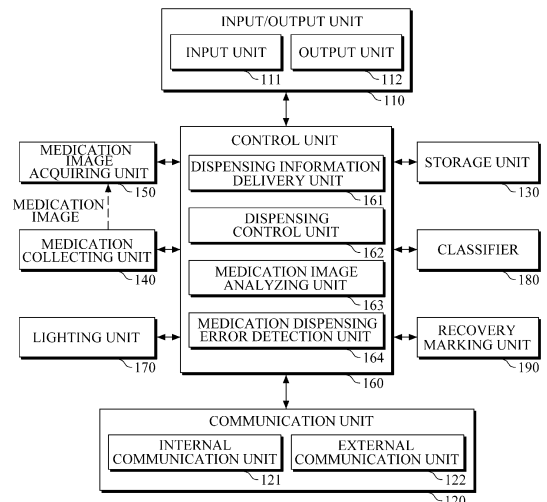 INPUT/OUTPUT UNIT
INPUT UNIT
OUTPUT UNIT
111
112
110
MEDICATION
IMAGE
ACQUIRING UNIT
150
MEDICATION
IMAGE
MEDICATION
COLLECTING UNIT
140
LIGHTING UNIT
170
CONTROL UNIT
DISPENSING INFORMATION
DELIVERY UNIT
161
DISPENSING
CONTROL UNIT
162
MEDICATION IMAGE
ANALYZING UNIT
163
MEDICATION DISPENSING
ERROR DETECTION UNIT
164
160
STORAGE UNIT
130
CLASSIFIER
180
RECOVERY
MARKING UNIT
190
COMMUNICATION UNIT
INTERNAL
COMMUNICATION UNIT
121
EXTERNAL
COMMUNICATION UNIT
122
120